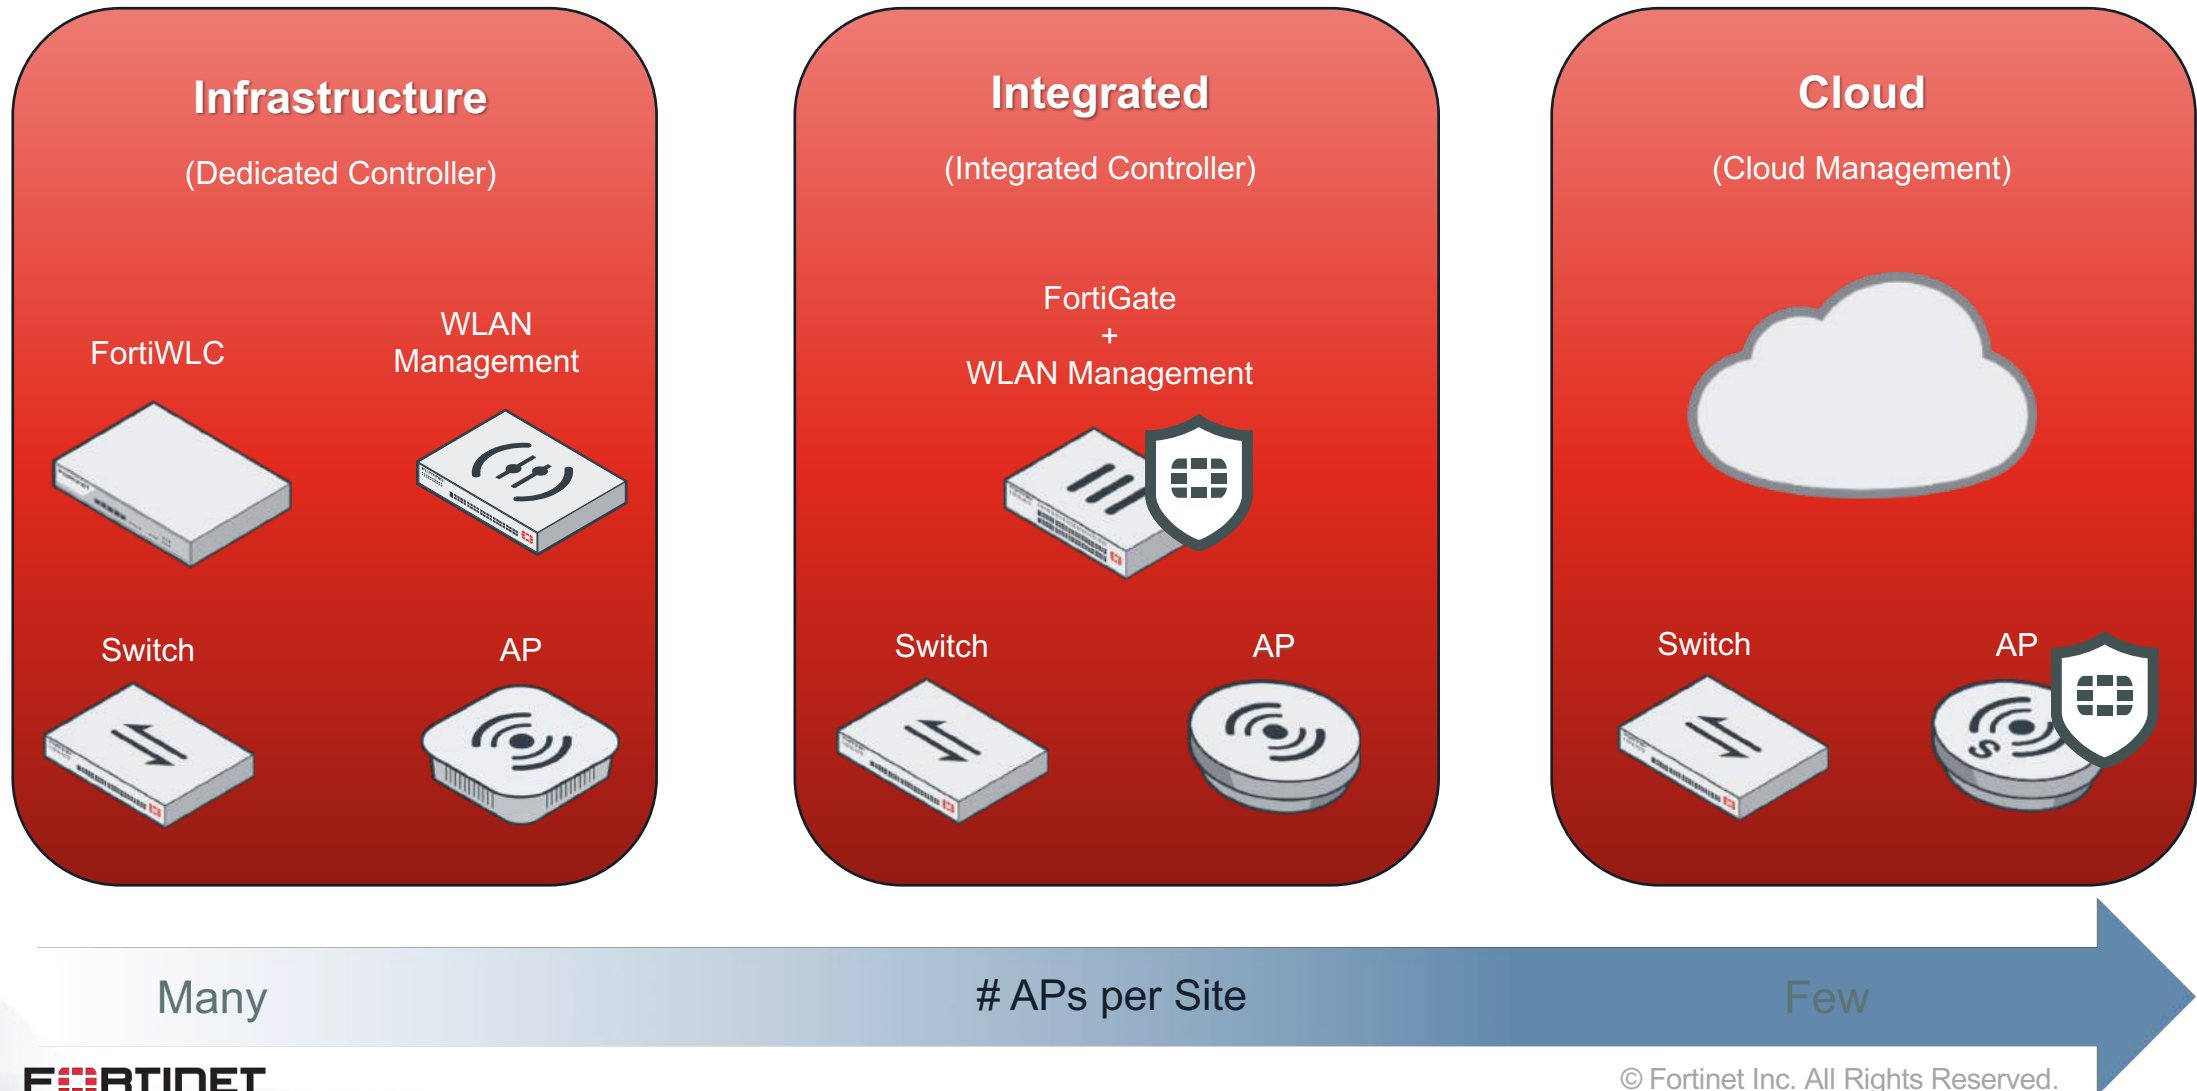 Infrastructure
(Dedicated Controller)
FortiWLC
WLAN
Management
Switch
AP
Integrated
(Integrated Controller)
FortiGate
+
WLAN Management
Switch
AP
Cloud
(Cloud Management)
Switch
AP
S
Many
# APs per Site
Few
FORTINET
© Fortinet Inc. All Rights Reserved.